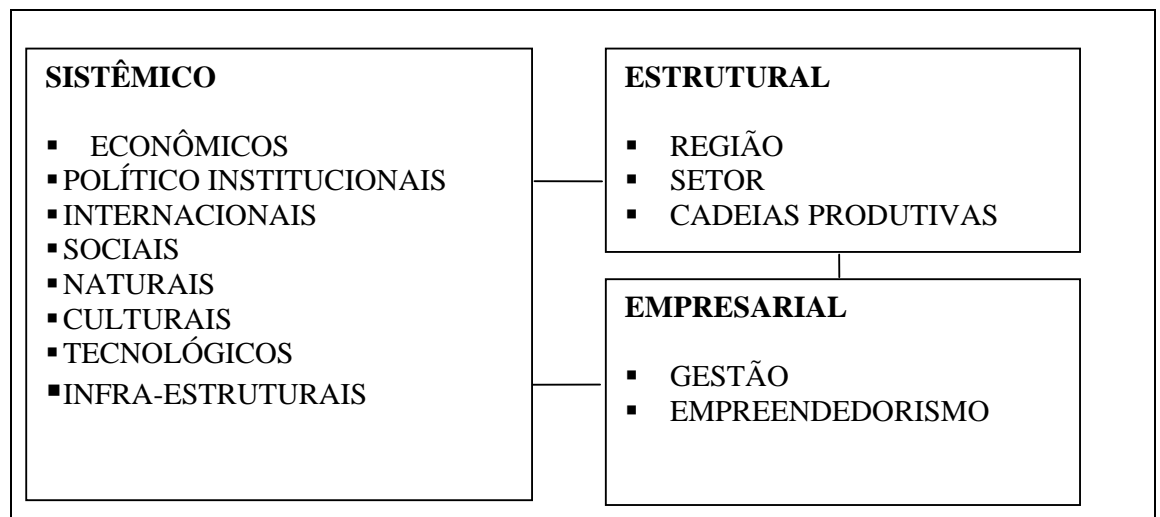 SISTÊMICO
▪ ECONÔMICOS
▪ POLÍTICO INSTITUCIONAIS
▪ INTERNACIONAIS
▪ SOCIAIS
▪ NATURAIS
▪ CULTURAIS
▪ TECNOLÓGICOS
▪ INFRA-ESTRUTURAIS
ESTRUTURAL
▪ REGIÃO
▪ SETOR
▪ CADEIAS PRODUTIVAS
EMPRESARIAL
▪ GESTÃO
▪ EMPREENDEDORISMO